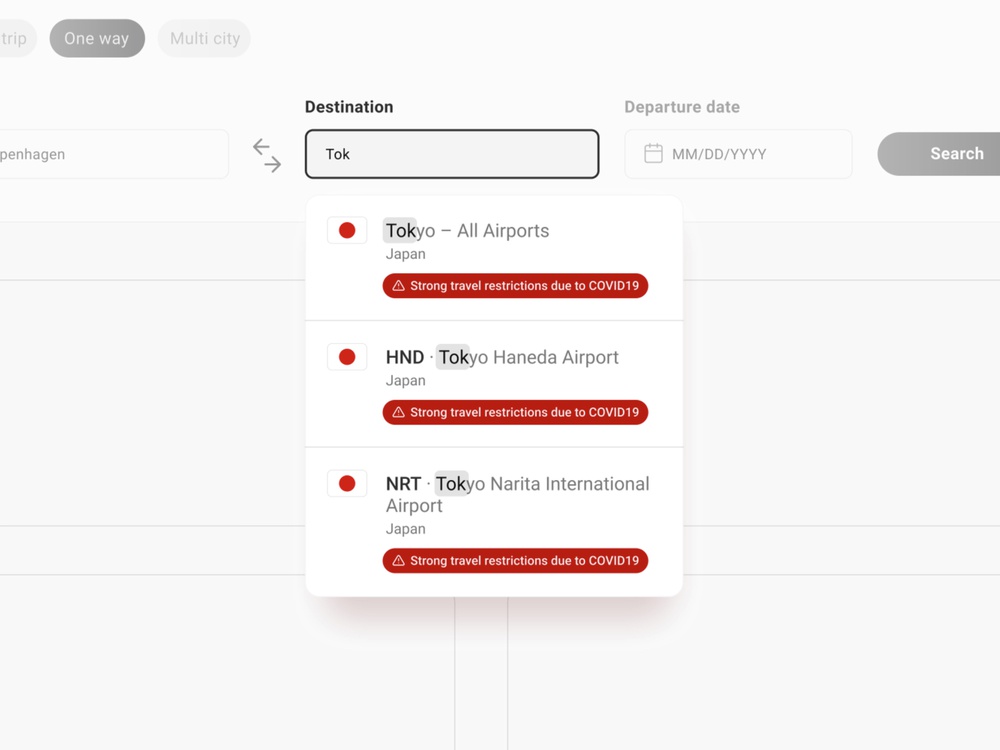 trip
One way
Multi city
Destination
Departure date
penhagen
Tok
MM/DD/YYYY
Search
Tokyo – All Airports
Japan
Strong travel restrictions due to COVID19
HND · Tokyo Haneda Airport
Japan
Strong travel restrictions due to COVID19
NRT · Tokyo Narita International
Airport
Japan
Strong travel restrictions due to COVID19